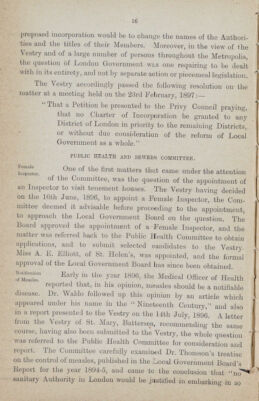 16
proposed incorporation would be to change the names of the Authori-
ties and the titles of their Members. Moreover, in the view of the
Vestry and of a large number of persons throughout the Metropolis,
the question of London Government was one requiring to be dealt
with in its entirety, and not by separate action or piecemeal legislation.
The Vestry accordingly passed the following resolution on the
matter at a meeting held on the 23rd February, 1897:—
"That a Petition be presented to the Privy Council praying,
that no Charter of Incorporation be granted to any
District of London in priority to the remaining Districts,
or without due consideration of the reform of Local
Government as a whole."
PUBLIC HEALTH AND SEWERS COMMITTEE.
Female
Inspector.
One of the first matters that came under the attention
of the Committee, was the question of the appointment of
an Inspector to visit tenement houses. The Vestry having decided
on the 10th June, 1896, to appoint a Female Inspector, the Com-
mittee deemed it advisable before proceeding to the appointment,
to approach the Local Government Board on the question. The
Board approved the appointment of a Female Inspector, and the
matter was referred back to the Public Health Committee to obtain
applications, and to submit selected candidates to the Vestry.
Miss A. E. Elliott, of St. Helen's, was appointed, and the formal
approval of the Local Government Board has since been obtained.
Notification
of Measles.
Early in the year 1896, the Medical Officer of Health
reported that, in his opinion, measles should be a notifiable
disease. Dr. Waldo followed up this opinion by an article which
appeared under his name in the "Nineteenth Century," and also
in a report presented to the Vestry on the 14th July, 1896. A letter
from the Vestry of St. Mary, Battersea, recommending the same
course, having also been submitted to the Vestry, the whole question
was referred to the Public Health Committee for consideration and
report. The Committee carefully examined Dr. Thomson's treatise
on the control of measles, published in the Local Government Board's
Report for the year 1894-5, and came to the conclusion that "no
sanitary Authority in London would be justified in embarking in so